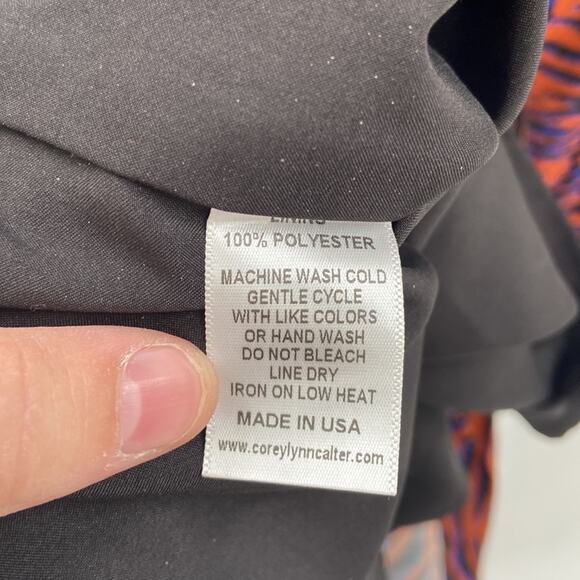 LINING
100% POLYESTER
MACHINE WASH COLD
GENTLE CYCLE
WITH LIKE COLORS
OR HAND WASH
DO NOT BLEACH
LINE DRY
IRON ON LOW HEAT
MADE IN USA
www.coreylynncalter.com